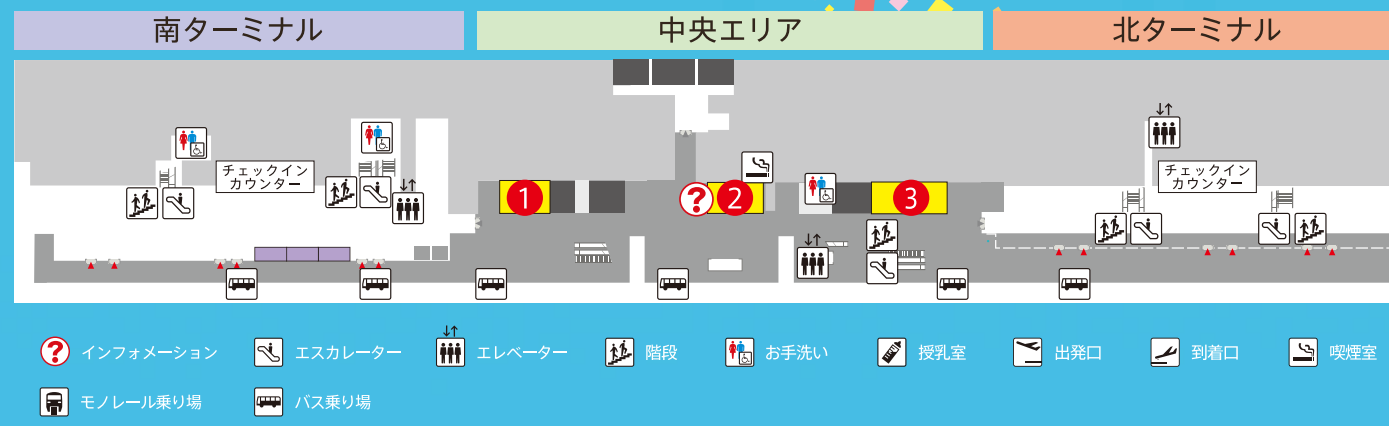 南ターミナル
中央エリア
北ターミナル
チェックイン
カウンター
1
?
2
3
チェックイン
カウンター
? インフォメーション
エスカレーター
エレベーター
階段
お手洗い
授乳室
出発口
到着口
喫煙室
モノレール乗り場
バス乗り場